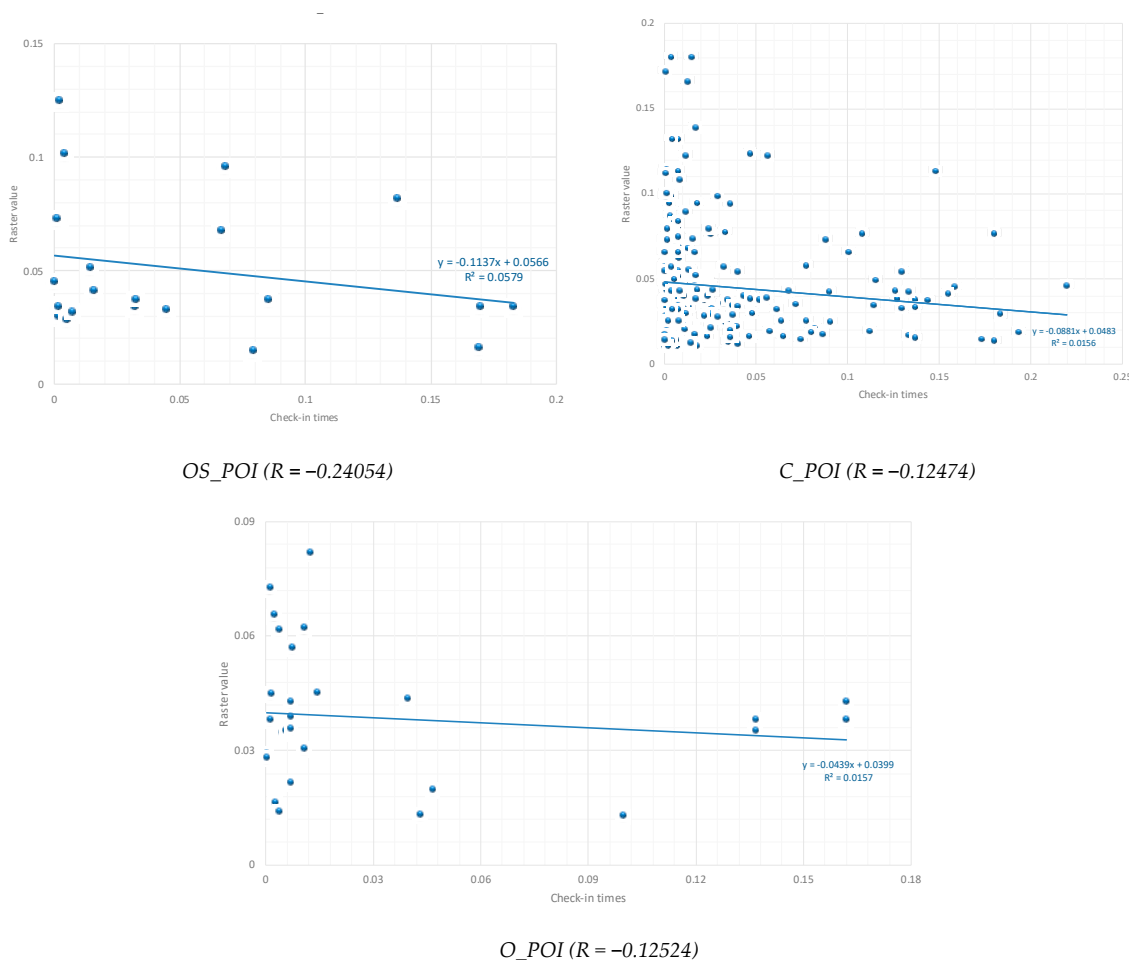 0.15
0.1
0.05
0
0
0.05
0.1
0.15
0.2
Raster value
Check-in times
y = -0.1137x + 0.0566
R² = 0.0579
OS_POI (R = −0.24054)
0.2
0.15
0.1
0.05
0
0
0.05
0.1
0.15
0.2
0.25
Raster value
Check-in times
y = -0.0881x + 0.0483
R² = 0.0156
C_POI (R = −0.12474)
0.09
0.06
0.03
0
0
0.03
0.06
0.09
0.12
0.15
0.18
Raster value
Check-in times
y = -0.0439x + 0.0399
R² = 0.0157
O_POI (R = −0.12524)